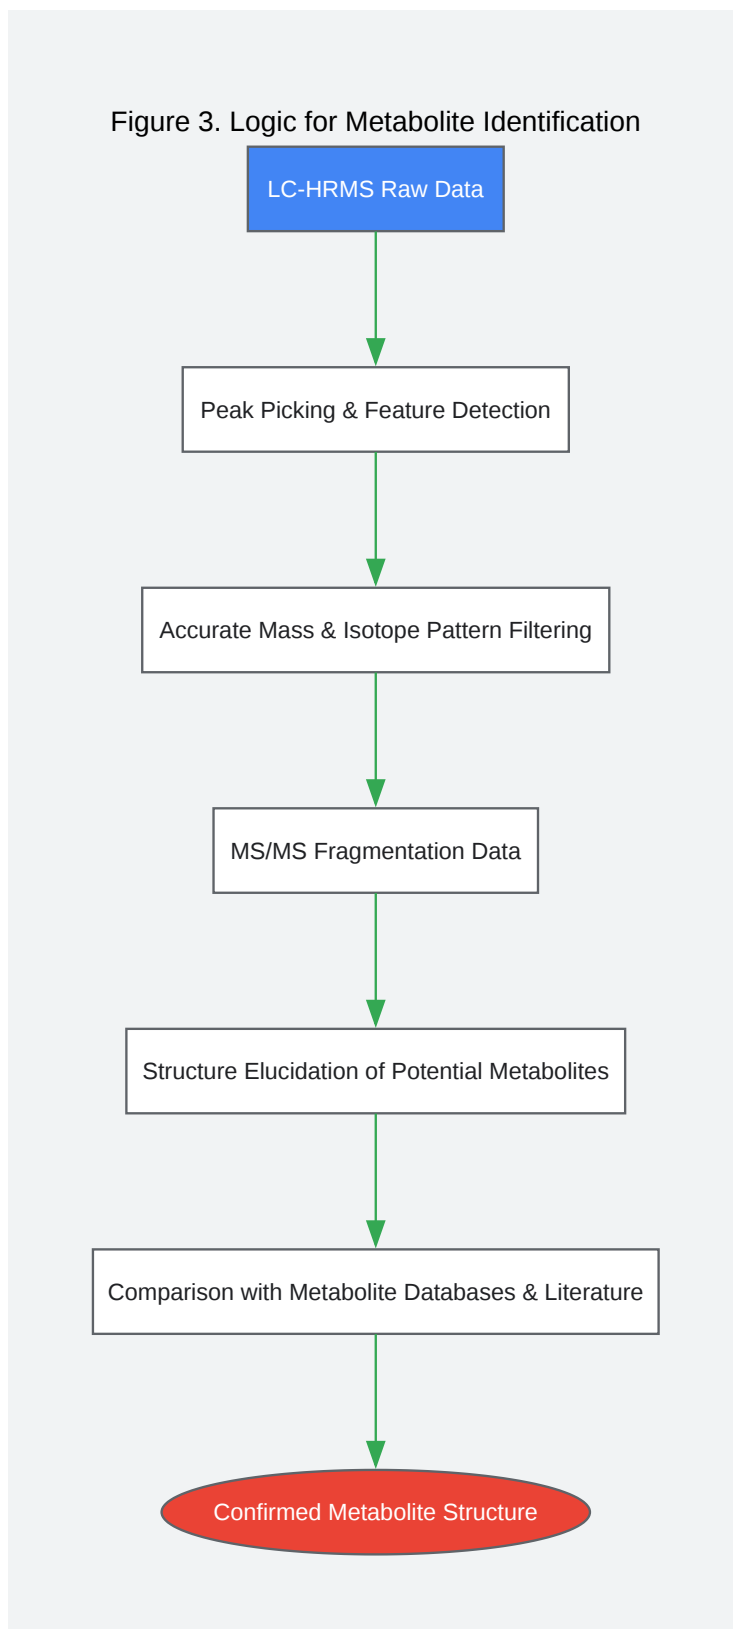 Figure 3. Logic for Metabolite Identification
LC-HRMS Raw Data
Peak Picking & Feature Detection
Accurate Mass & Isotope Pattern Filtering
MS/MS Fragmentation Data
Structure Elucidation of Potential Metabolites
Comparison with Metabolite Databases & Literature
Confirmed Metabolite Structure